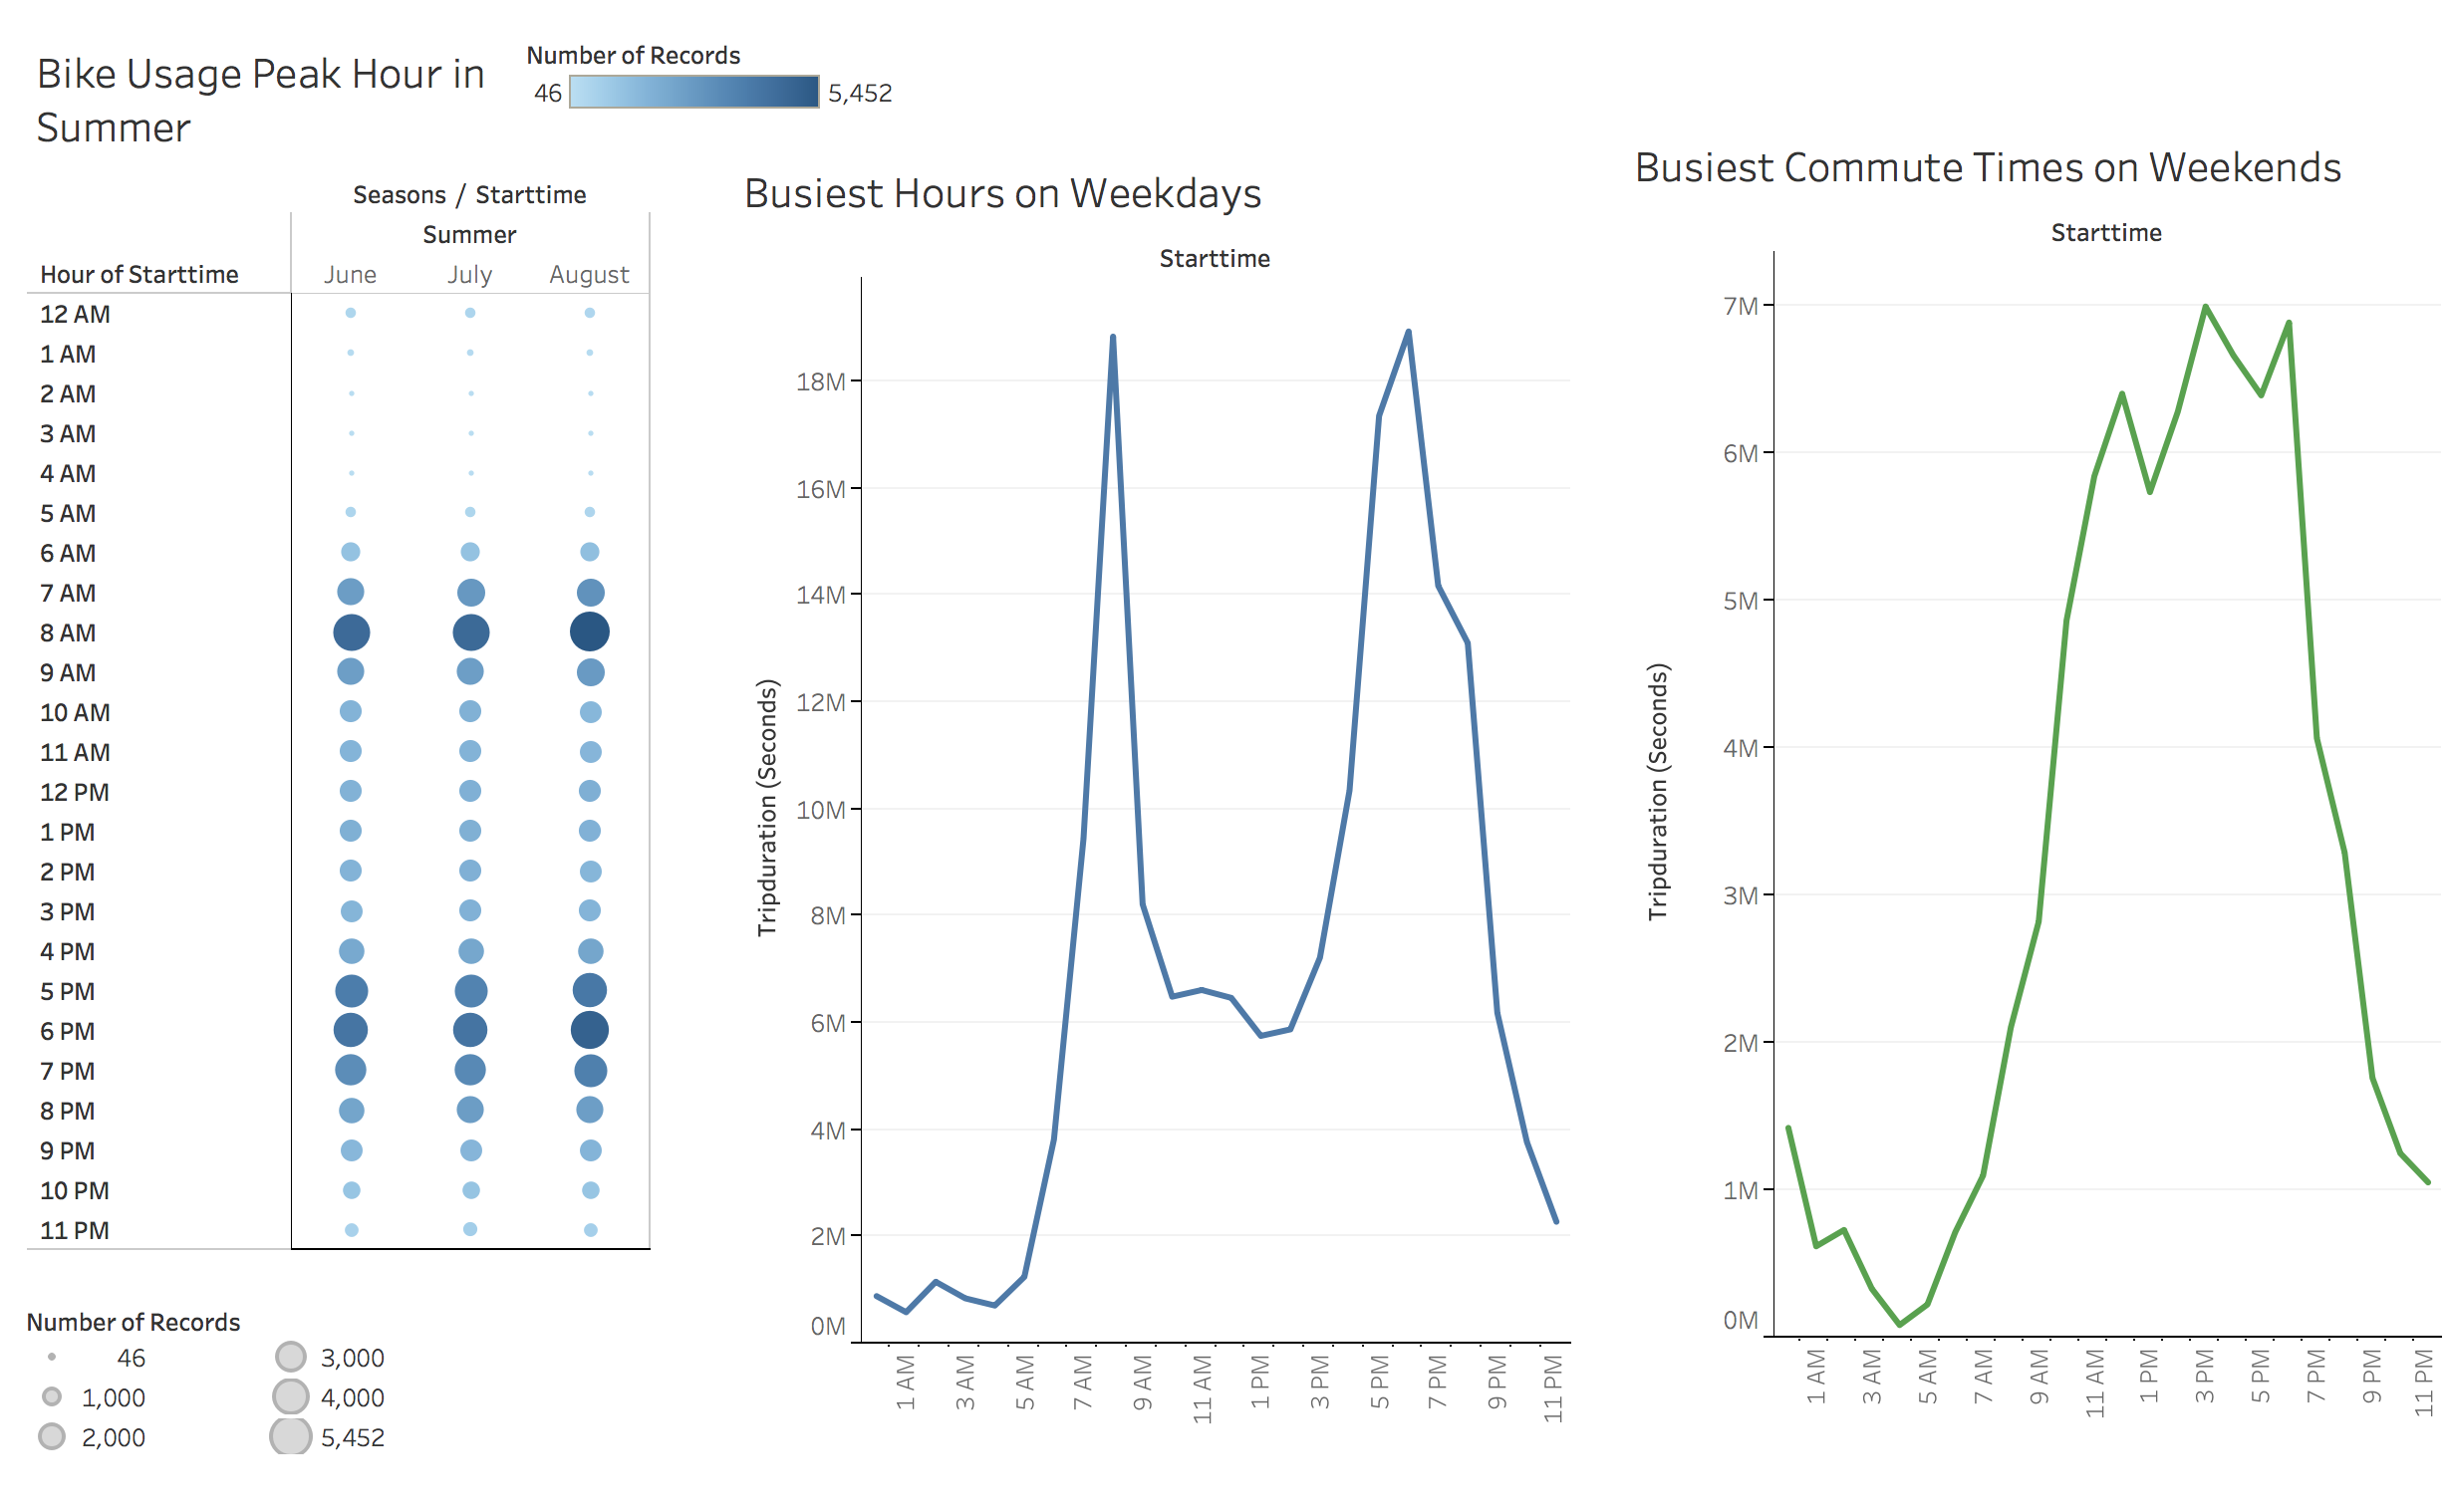 Bike Usage Peak Hour in
Summer
Number of Records
46 5,452
Seasons / Starttime
Summer
Hour of Starttime June July August
12 AM
1 AM
2 AM
3 AM
4 AM
5 AM
6 AM
7 AM
8 AM
9 AM
10 AM
11 AM
12 PM
1 PM
2 PM
3 PM
4 PM
5 PM
6 PM
7 PM
8 PM
9 PM
10 PM
11 PM
Number of Records
46 3,000
1,000 4,000
2,000 5,452
Busiest Hours on Weekdays
Starttime
Tripduration (Seconds)
18M
16M
14M
12M
10M
8M
6M
4M
2M
0M
1 AM 3 AM 5 AM 7 AM 9 AM 11 AM 1 PM 3 PM 5 PM 7 PM 9 PM 11 PM
Busiest Commute Times on Weekends
Starttime
Tripduration (Seconds)
7M
6M
5M
4M
3M
2M
1M
0M
1 AM 3 AM 5 AM 7 AM 9 AM 11 AM 1 PM 3 PM 5 PM 7 PM 9 PM 11 PM